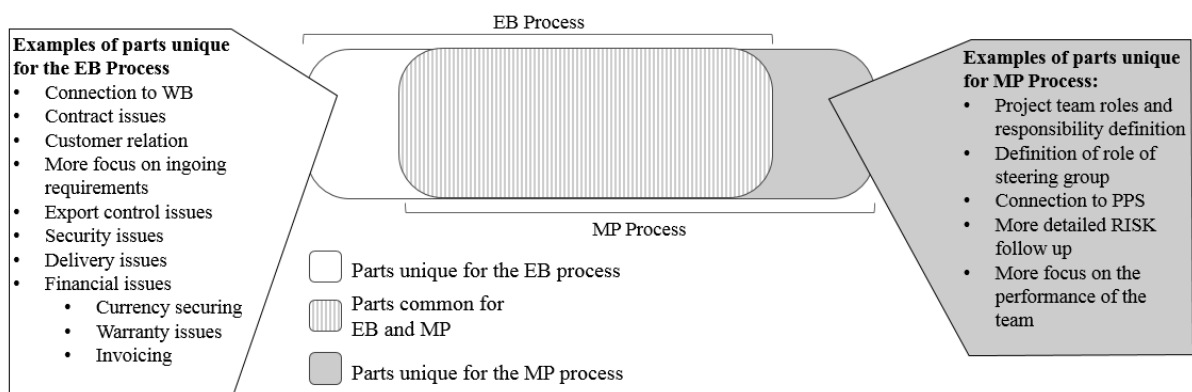 EB Process
Examples of parts unique
for the EB Process
• Connection to WB
• Contract issues
• Customer relation
• More focus on ingoing
requirements
• Export control issues
• Security issues
• Delivery issues
• Financial issues
• Currency securing
• Warranty issues
• Invoicing
MP Process
Parts unique for the EB process
Parts common for
EB and MP
Parts unique for the MP process
Examples of parts unique
for MP Process:
• Project team roles and
responsibility definition
• Definition of role of
steering group
• Connection to PPS
• More detailed RISK
follow up
• More focus on the
performance of the
team